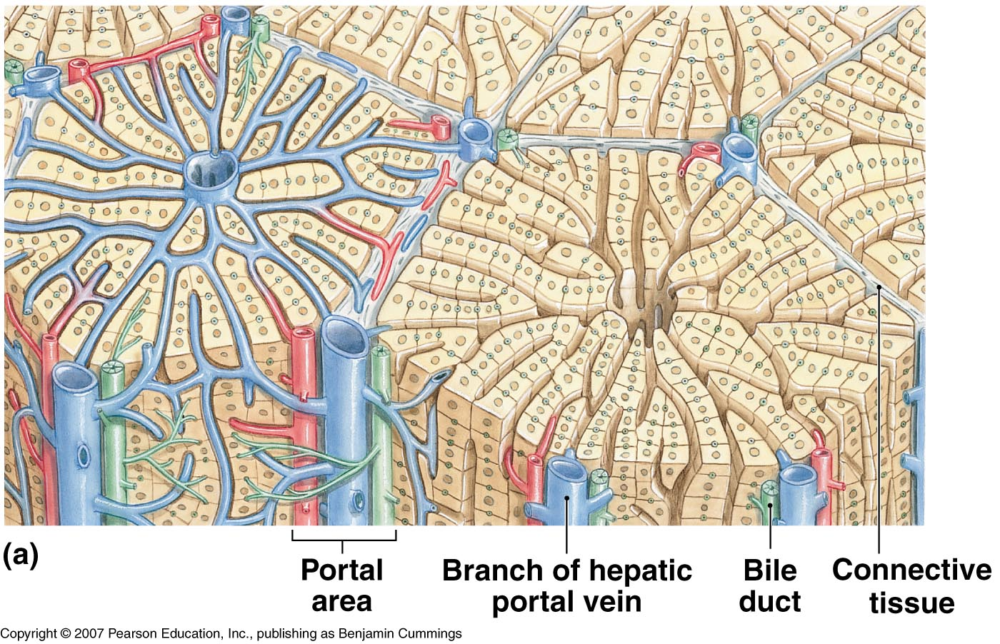 (a)
Portal
area
Branch of hepatic
portal vein
Bile
duct
Connective
tissue
Copyright © 2007 Pearson Education, Inc., publishing as Benjamin Cummings